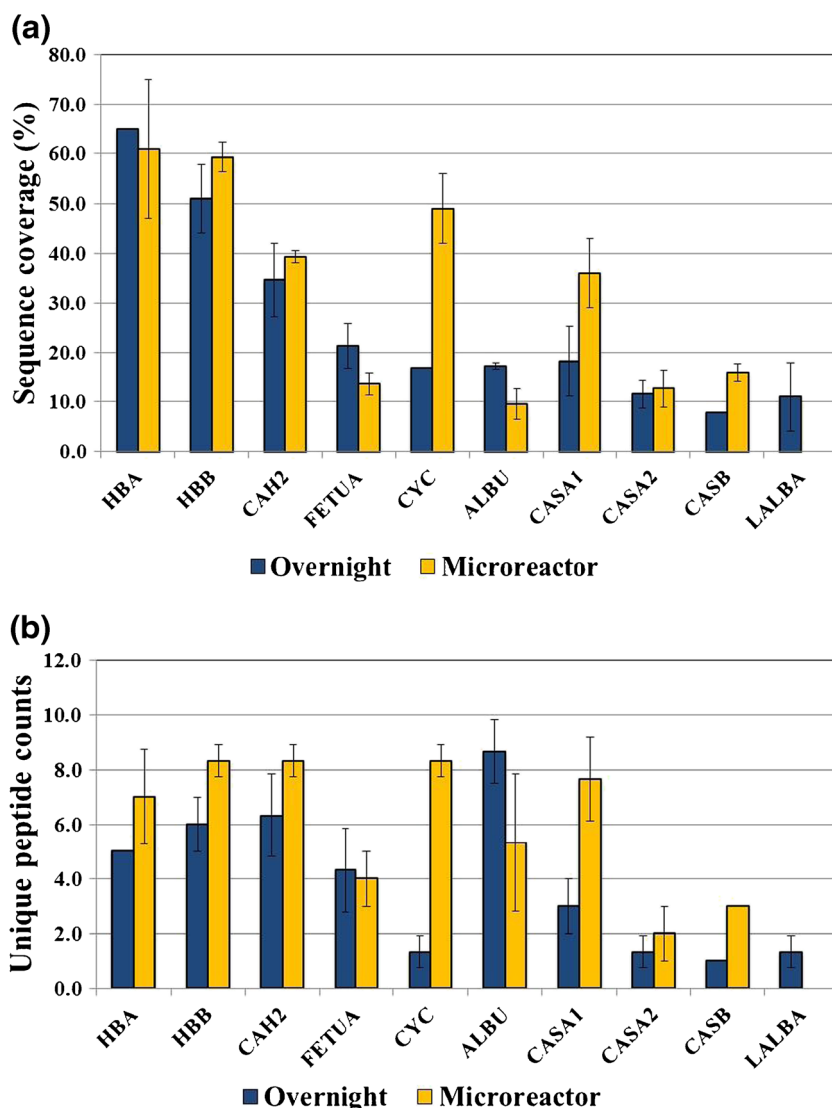 (a)
Sequence coverage (%)
80.0
70.0
60.0
50.0
40.0
30.0
20.0
10.0
0.0
HBA HBB CAH2 FETUA CYC ALBU CASA1 CASA2 CASB LALBA
Overnight Microreactor
(b)
Unique peptide counts
12.0
10.0
8.0
6.0
4.0
2.0
0.0
HBA HBB CAH2 FETUA CYC ALBU CASA1 CASA2 CASB LALBA
Overnight Microreactor